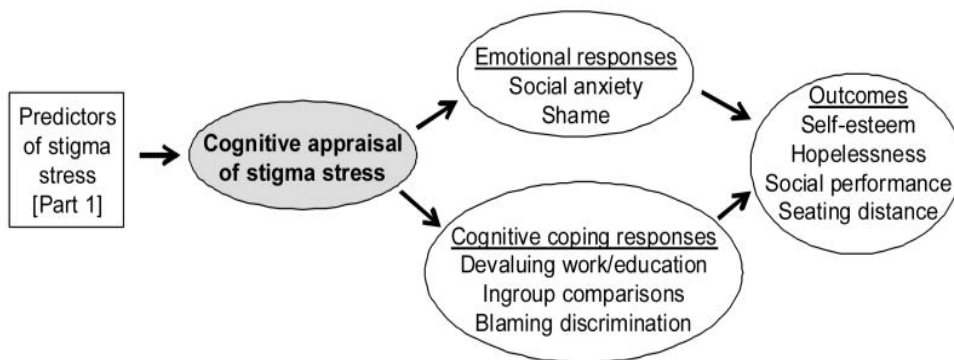 Predictors
of stigma
stress
[Part 1]
Cognitive appraisal
of stigma stress
Emotional responses
Social anxiety
Shame
Cognitive coping responses
Devaluing work/education
Ingroup comparisons
Blaming discrimination
Outcomes
Self-esteem
Hopelessness
Social performance
Seating distance